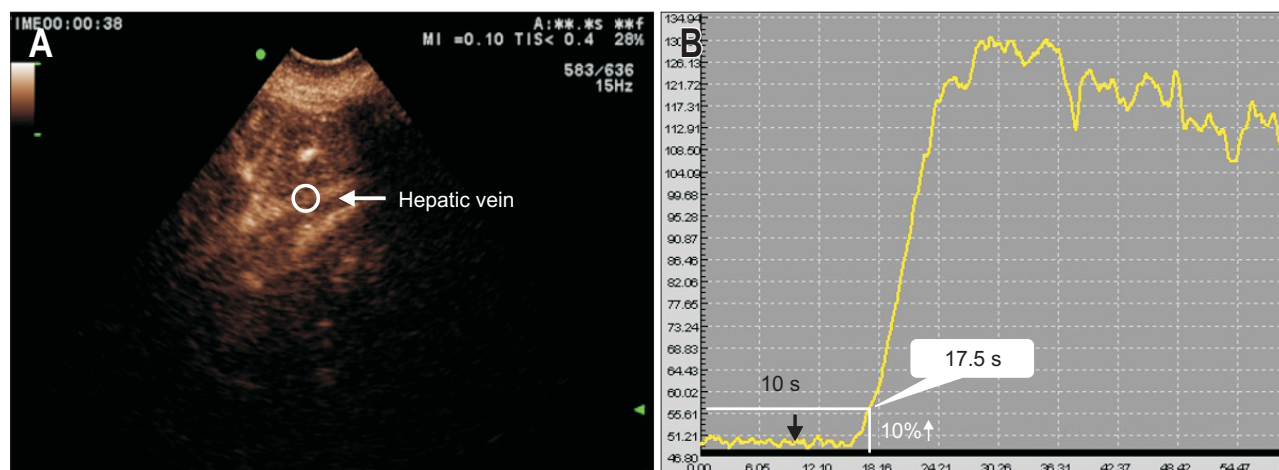 A
IME00:00:38
A:**.*s **f
MI =0.10 TIS< 0.4 28%
583/636
15Hz
Hepatic vein
B
134.94
126.13
121.72
117.31
112.91
108.50
104.09
99.68
95.28
90.87
86.46
82.06
77.65
73.24
68.83
64.43
60.02
55.61
51.21
46.80
17.5 s
10 s
10%↑
0.00 6.05 12.10 18.16 24.21 30.26 36.31 42.37 48.42 54.47